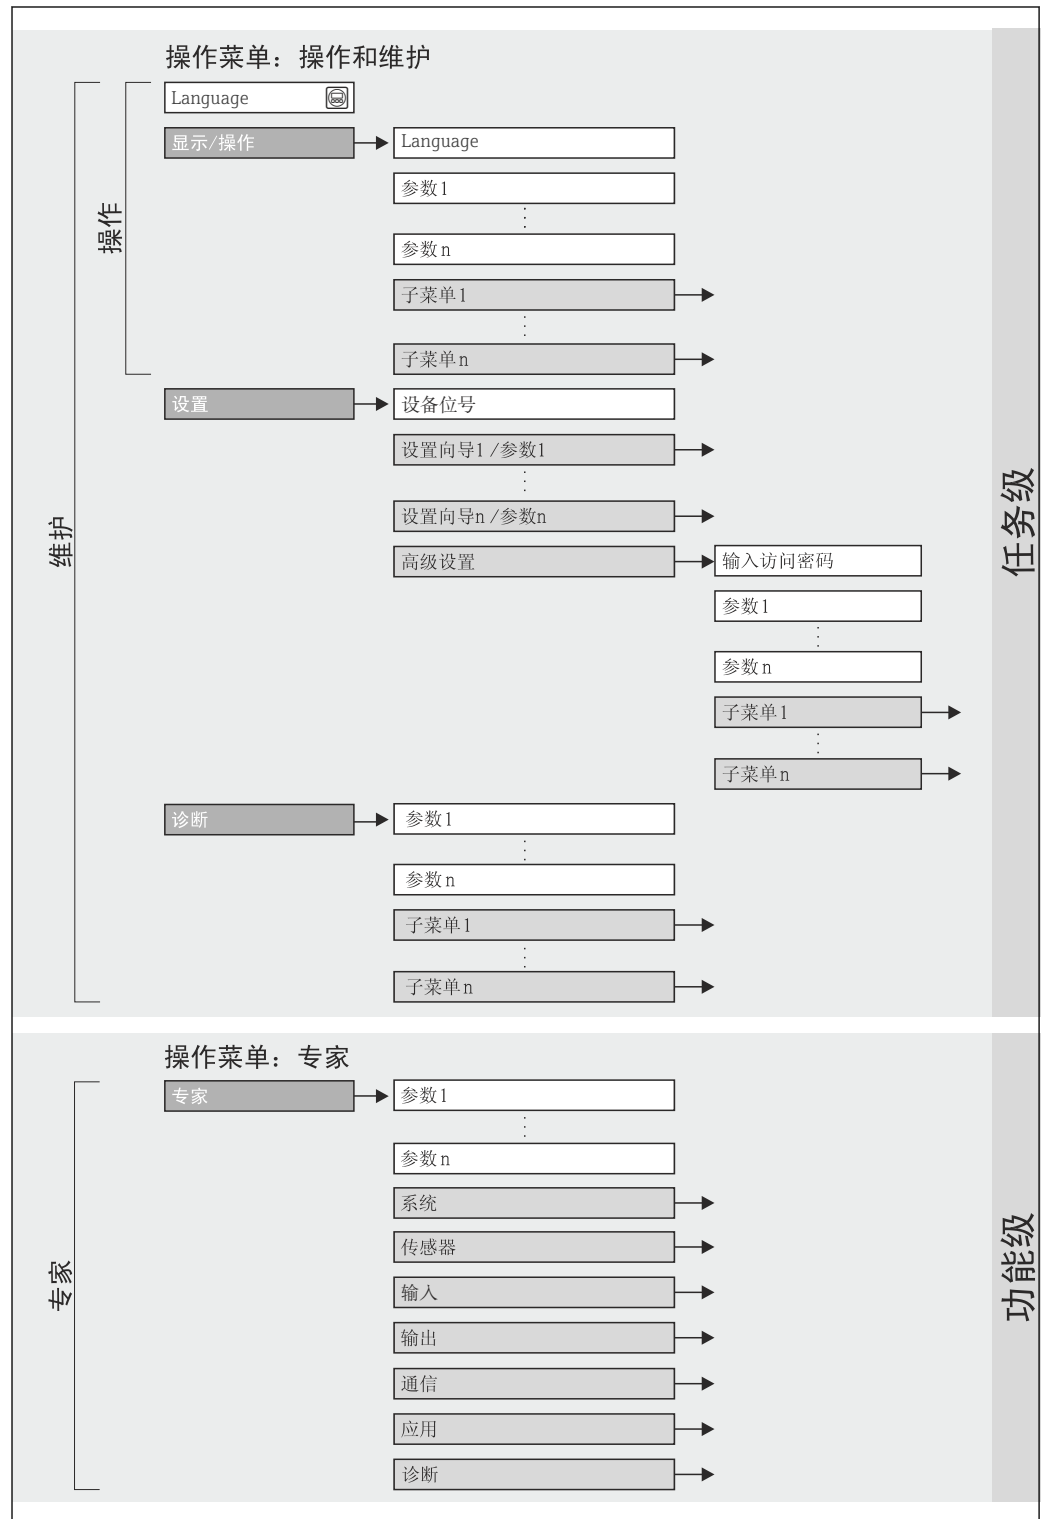 操作菜单：操作和维护
Language
显示/操作
Language
参数1
参数n
子菜单1
子菜单n
操作
设置
设备位号
设置向导1 /参数1
设置向导n /参数n
高级设置
输入访问密码
参数1
参数n
子菜单1
子菜单n
维护
任务级
诊断
参数1
参数n
子菜单1
子菜单n
操作菜单：专家
专家
参数1
参数n
系统
传感器
输入
输出
通信
应用
诊断
专家
功能级